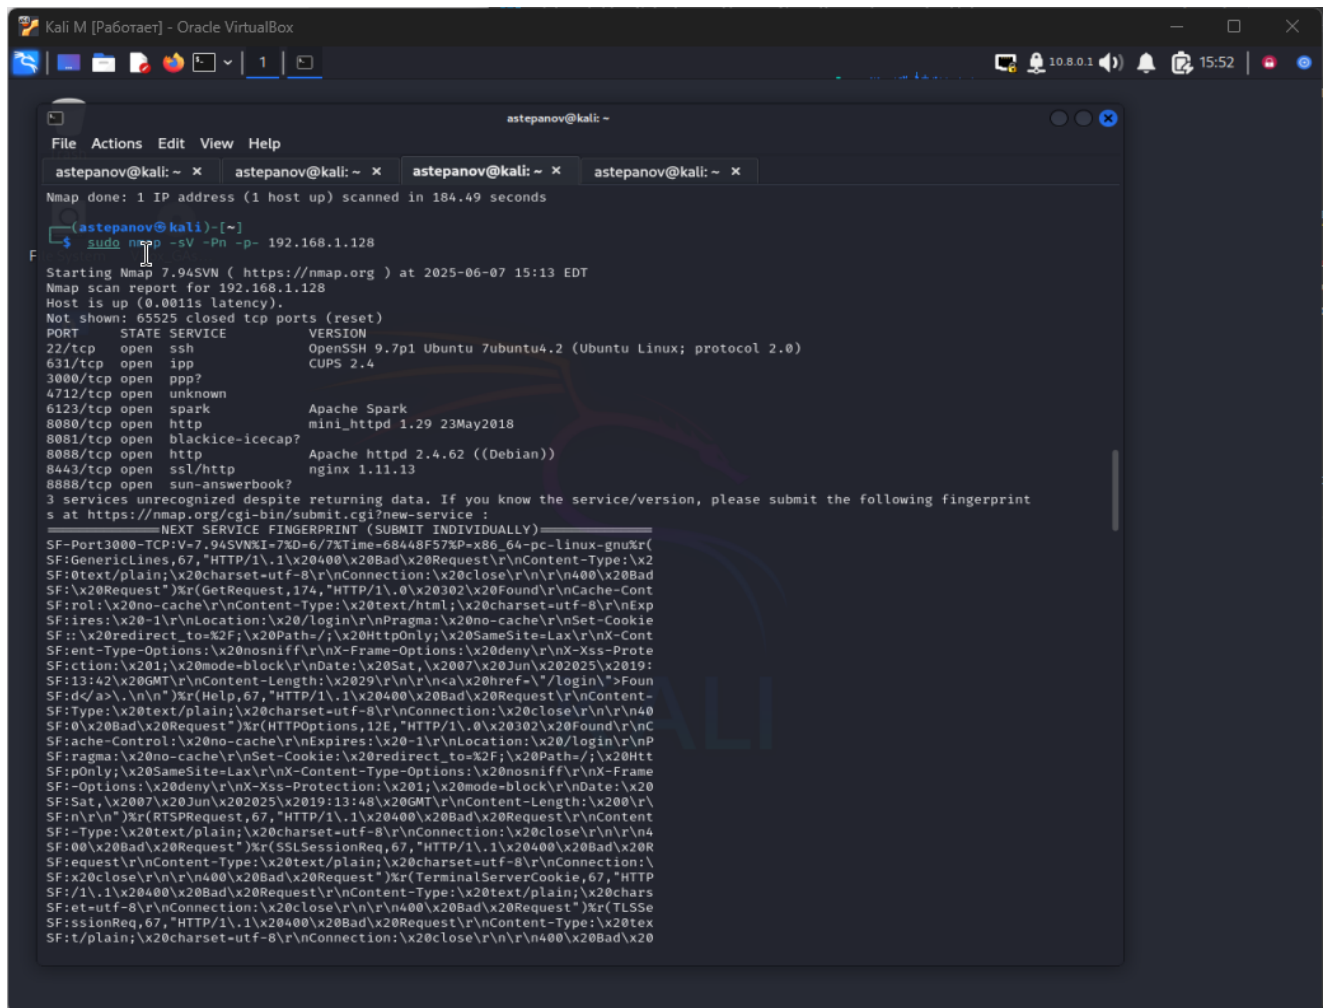 Kali M [Работает] - Oracle VirtualBox
1
10.8.0.1
15:52
astepanov@kali: ~
File Actions Edit View Help
astepanov@kali: ~ × astepanov@kali: ~ × astepanov@kali: ~ × astepanov@kali: ~ ×
Nmap done: 1 IP address (1 host up) scanned in 184.49 seconds
┌──(astepanov㉿kali)-[~]
└─$ sudo nmap -sV -Pn -p- 192.168.1.128
Starting Nmap 7.94SVN ( https://nmap.org ) at 2025-06-07 15:13 EDT
Nmap scan report for 192.168.1.128
Host is up (0.0011s latency).
Not shown: 65525 closed tcp ports (reset)
PORT     STATE SERVICE          VERSION
22/tcp   open  ssh              OpenSSH 9.7p1 Ubuntu 7ubuntu4.2 (Ubuntu Linux; protocol 2.0)
631/tcp  open  ipp              CUPS 2.4
3000/tcp open  ppp?
4712/tcp open  unknown
6123/tcp open  spark            Apache Spark
8080/tcp open  http             mini_httpd 1.29 23May2018
8081/tcp open  blackice-icecap?
8088/tcp open  http             Apache httpd 2.4.62 ((Debian))
8443/tcp open  ssl/http         nginx 1.11.13
8888/tcp open  sun-answerbook?
3 services unrecognized despite returning data. If you know the service/version, please submit the following fingerprint
s at https://nmap.org/cgi-bin/submit.cgi?new-service :
==============NEXT SERVICE FINGERPRINT (SUBMIT INDIVIDUALLY)==============
SF-Port3000-TCP:V=7.94SVN%I=7%D=6/7%Time=68448F57%P=x86_64-pc-linux-gnu%r(
SF:GenericLines,67,"HTTP/1\.1\x20400\x20Bad\x20Request\r\nContent-Type:\x2
SF:0text/plain;\x20charset=utf-8\r\nConnection:\x20close\r\n\r\n400\x20Bad
SF:\x20Request")%r(GetRequest,174,"HTTP/1\.0\x20302\x20Found\r\nCache-Cont
SF:rol:\x20no-cache\r\nContent-Type:\x20text/html;\x20charset=utf-8\r\nExp
SF:ires:\x20-1\r\nLocation:\x20/login\r\nPragma:\x20no-cache\r\nSet-Cookie
SF::\x20redirect_to=%2F;\x20Path=/;\x20HttpOnly;\x20SameSite=Lax\r\nX-Cont
SF:ent-Type-Options:\x20nosniff\r\nX-Frame-Options:\x20deny\r\nX-Xss-Prote
SF:ction:\x201;\x20mode=block\r\nDate:\x20Sat,\x2007\x20Jun\x202025\x2019:
SF:13:42\x20GMT\r\nContent-Length:\x2029\r\n\r\n<a\x20href=\"/login\">Foun
SF:d</a>\.\n\n")%r(Help,67,"HTTP/1\.1\x20400\x20Bad\x20Request\r\nContent-
SF:Type:\x20text/plain;\x20charset=utf-8\r\nConnection:\x20close\r\n\r\n40
SF:0\x20Bad\x20Request")%r(HTTPOptions,12E,"HTTP/1\.0\x20302\x20Found\r\nC
SF:ache-Control:\x20no-cache\r\nExpires:\x20-1\r\nLocation:\x20/login\r\nP
SF:ragma:\x20no-cache\r\nSet-Cookie:\x20redirect_to=%2F;\x20Path=/;\x20Htt
SF:pOnly;\x20SameSite=Lax\r\nX-Content-Type-Options:\x20nosniff\r\nX-Frame
SF:-Options:\x20deny\r\nX-Xss-Protection:\x201;\x20mode=block\r\nDate:\x20
SF:Sat,\x2007\x20Jun\x202025\x2019:13:48\x20GMT\r\nContent-Length:\x200\r\
SF:n\r\n")%r(RTSPRequest,67,"HTTP/1\.1\x20400\x20Bad\x20Request\r\nContent
SF:-Type:\x20text/plain;\x20charset=utf-8\r\nConnection:\x20close\r\n\r\n4
SF:00\x20Bad\x20Request")%r(SSLSessionReq,67,"HTTP/1\.1\x20400\x20Bad\x20R
SF:equest\r\nContent-Type:\x20text/plain;\x20charset=utf-8\r\nConnection:\
SF:x20close\r\n\r\n400\x20Bad\x20Request")%r(TerminalServerCookie,67,"HTTP
SF:/1\.1\x20400\x20Bad\x20Request\r\nContent-Type:\x20text/plain;\x20chars
SF:et=utf-8\r\nConnection:\x20close\r\n\r\n400\x20Bad\x20Request")%r(TLSSe
SF:ssionReq,67,"HTTP/1\.1\x20400\x20Bad\x20Request\r\nContent-Type:\x20tex
SF:t/plain;\x20charset=utf-8\r\nConnection:\x20close\r\n\r\n400\x20Bad\x20